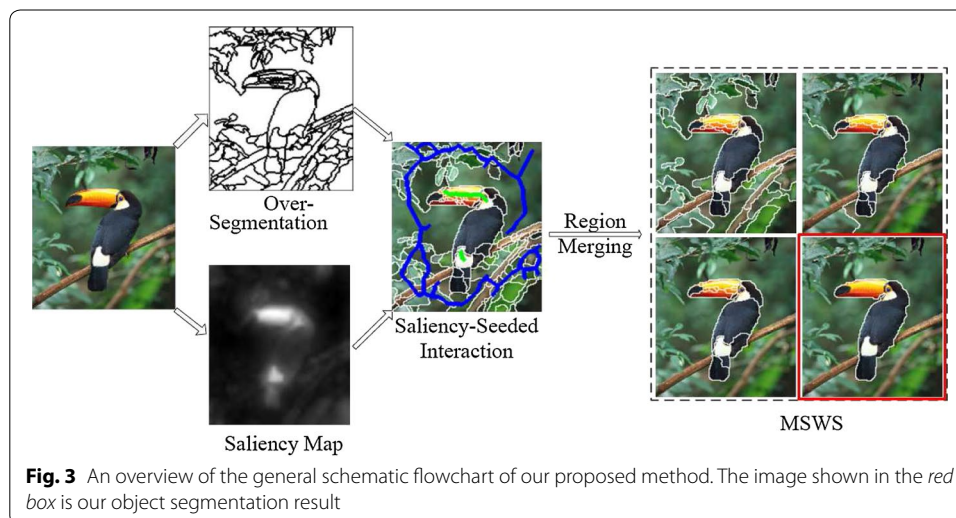 Over-
Segmentation
Saliency Map
Saliency-Seeded
Interaction
Region
Merging
MSWS
Fig. 3 An overview of the general schematic flowchart of our proposed method. The image shown in the red
box is our object segmentation result